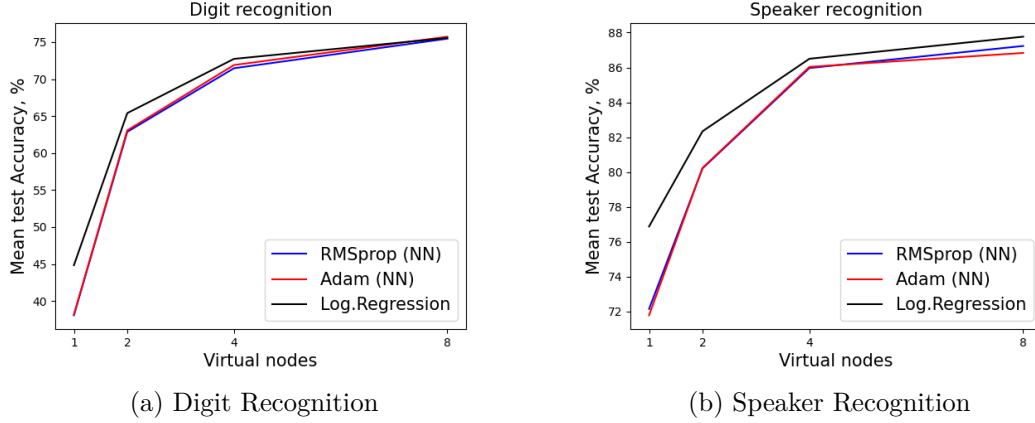 Digit recognition
Mean test Accuracy, %
75
70
65
60
55
50
45
40
RMSprop (NN)
Adam (NN)
Log.Regression
1 2 4 8
Virtual nodes
(a) Digit Recognition
Speaker recognition
Mean test Accuracy, %
88
86
84
82
80
78
76
74
72
RMSprop (NN)
Adam (NN)
Log.Regression
1 2 4 8
Virtual nodes
(b) Speaker Recognition